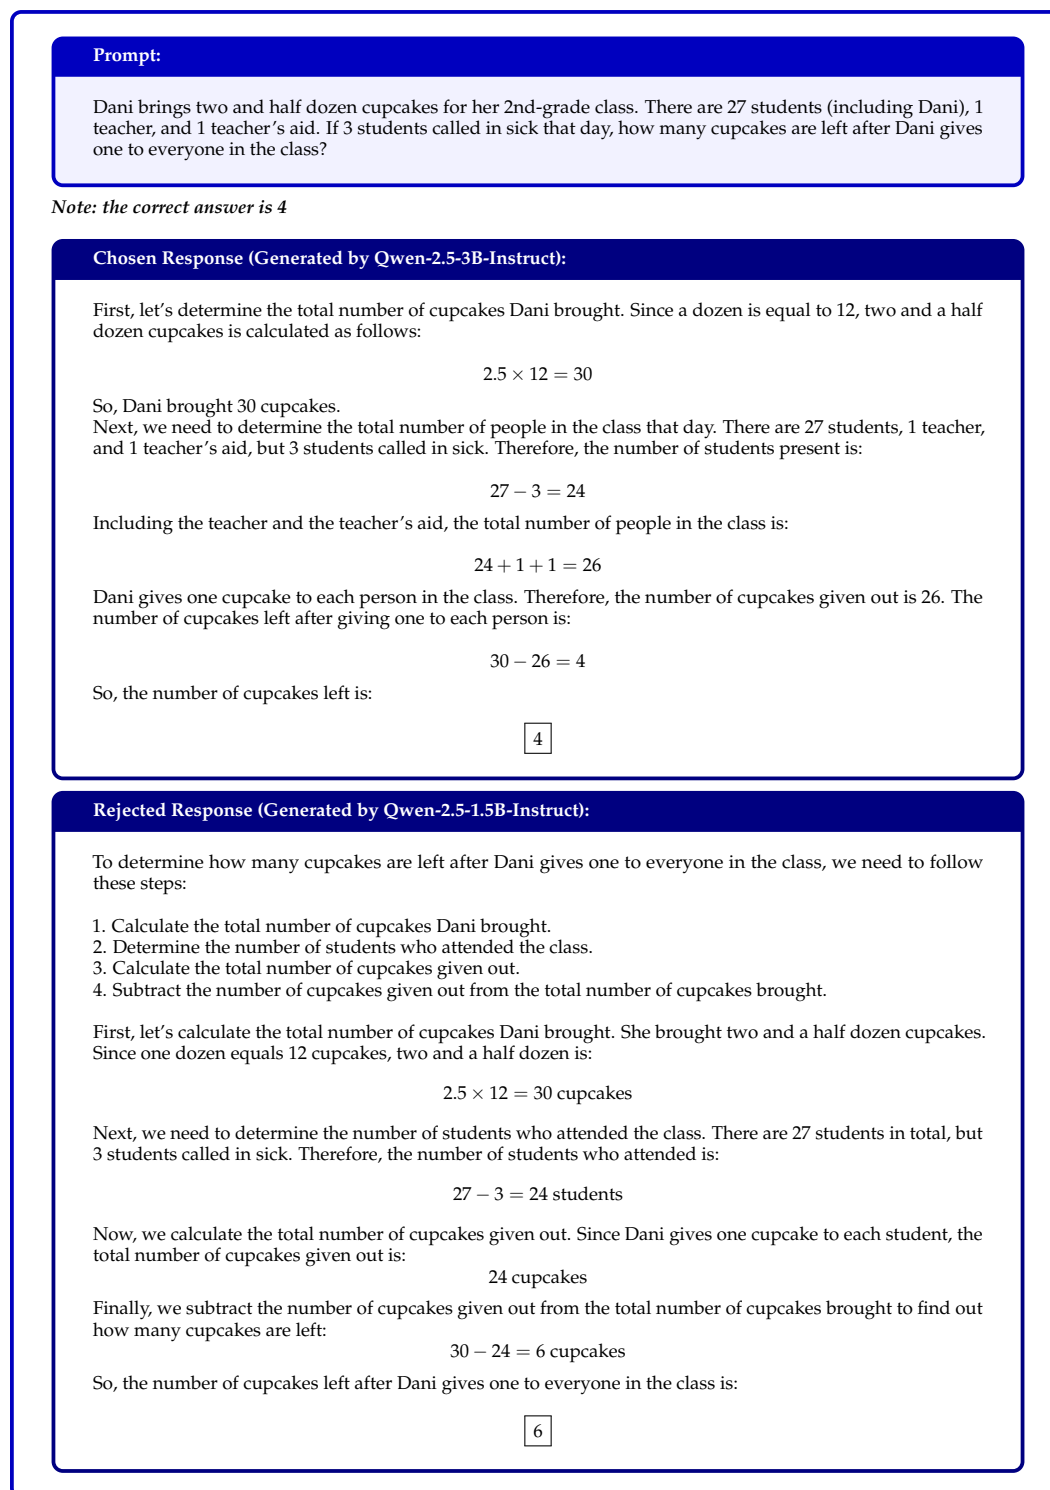 Prompt:
Dani brings two and half dozen cupcakes for her 2nd-grade class. There are 27 students (including Dani), 1
teacher, and 1 teacher's aid. If 3 students called in sick that day, how many cupcakes are left after Dani gives
one to everyone in the class?
Note: the correct answer is 4
Chosen Response (Generated by Qwen-2.5-3B-Instruct):
First, let's determine the total number of cupcakes Dani brought. Since a dozen is equal to 12, two and a half
dozen cupcakes is calculated as follows:
2.5 × 12 = 30
So, Dani brought 30 cupcakes.
Next, we need to determine the total number of people in the class that day. There are 27 students, 1 teacher,
and 1 teacher's aid, but 3 students called in sick. Therefore, the number of students present is:
27 − 3 = 24
Including the teacher and the teacher's aid, the total number of people in the class is:
24 + 1 + 1 = 26
Dani gives one cupcake to each person in the class. Therefore, the number of cupcakes given out is 26. The
number of cupcakes left after giving one to each person is:
30 − 26 = 4
So, the number of cupcakes left is:
4
Rejected Response (Generated by Qwen-2.5-1.5B-Instruct):
To determine how many cupcakes are left after Dani gives one to everyone in the class, we need to follow
these steps:
1. Calculate the total number of cupcakes Dani brought.
2. Determine the number of students who attended the class.
3. Calculate the total number of cupcakes given out.
4. Subtract the number of cupcakes given out from the total number of cupcakes brought.
First, let's calculate the total number of cupcakes Dani brought. She brought two and a half dozen cupcakes.
Since one dozen equals 12 cupcakes, two and a half dozen is:
2.5 × 12 = 30 cupcakes
Next, we need to determine the number of students who attended the class. There are 27 students in total, but
3 students called in sick. Therefore, the number of students who attended is:
27 − 3 = 24 students
Now, we calculate the total number of cupcakes given out. Since Dani gives one cupcake to each student, the
total number of cupcakes given out is:
24 cupcakes
Finally, we subtract the number of cupcakes given out from the total number of cupcakes brought to find out
how many cupcakes are left:
30 − 24 = 6 cupcakes
So, the number of cupcakes left after Dani gives one to everyone in the class is:
6